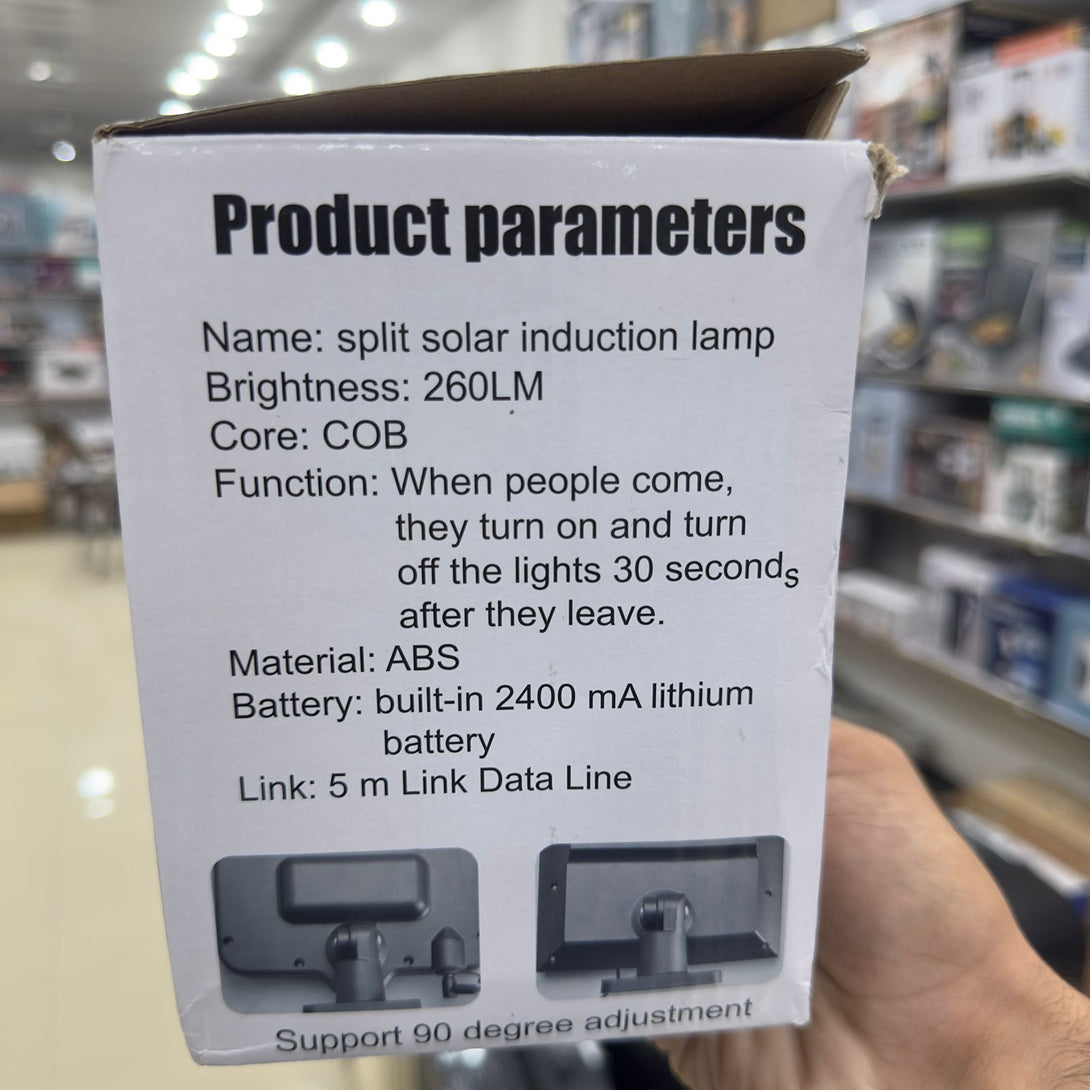 Product parameters
Name: split solar induction lamp
Brightness: 260LM
Core: COB
Function: When people come,
they turn on and turn
off the lights 30 seconds
after they leave.
Material: ABS
Battery: built-in 2400 mA lithium
battery
Link: 5 m Link Data Line
Support 90 degree adjustment